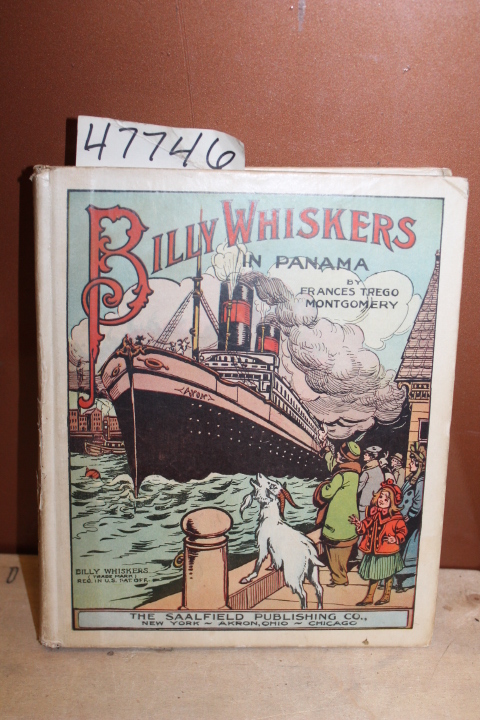 47746
BILLY WHISKERS
IN PANAMA
BY
FRANCES TREGO
MONTGOMERY
AVON
BILLY WHISKERS
(TRADE MARK)
REG. IN U.S. PAT. OFF.
THE SAALFIELD PUBLISHING CO.,
NEW YORK ~ AKRON, OHIO ~ CHICAGO